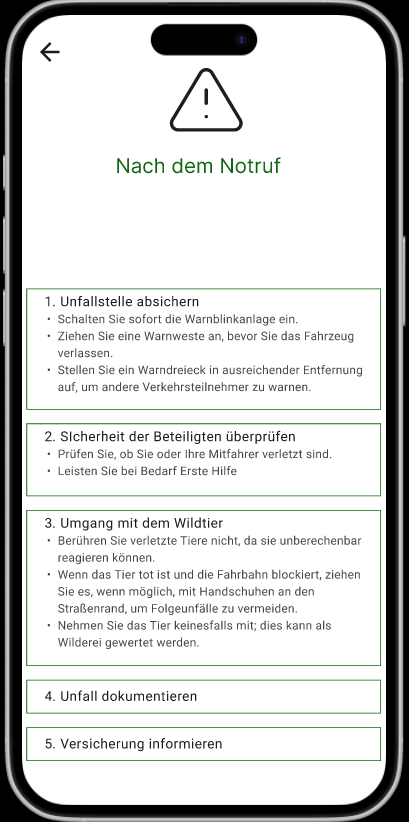 Nach dem Notruf
1. Unfallstelle absichern
• Schalten Sie sofort die Warnblinkanlage ein.
• Ziehen Sie eine Warnweste an, bevor Sie das Fahrzeug
verlassen.
• Stellen Sie ein Warndreieck in ausreichender Entfernung
auf, um andere Verkehrsteilnehmer zu warnen.
2. SIcherheit der Beteiligten überprüfen
• Prüfen Sie, ob Sie oder Ihre Mitfahrer verletzt sind.
• Leisten Sie bei Bedarf Erste Hilfe
3. Umgang mit dem Wildtier
• Berühren Sie verletzte Tiere nicht, da sie unberechenbar
reagieren können.
• Wenn das Tier tot ist und die Fahrbahn blockiert, ziehen
Sie es, wenn möglich, mit Handschuhen an den
Straßenrand, um Folgeunfälle zu vermeiden.
• Nehmen Sie das Tier keinesfalls mit; dies kann als
Wilderei gewertet werden.
4. Unfall dokumentieren
5. Versicherung informieren